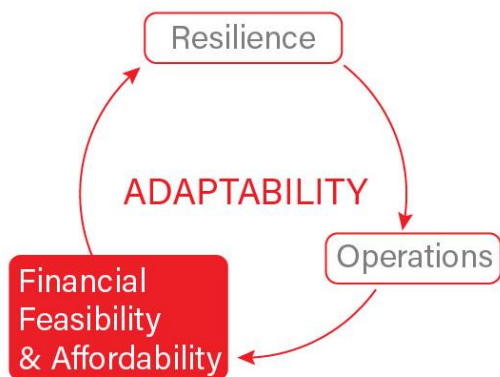 Resilience
ADAPTABILITY
Operations
Financial
Feasibility
& Affordability